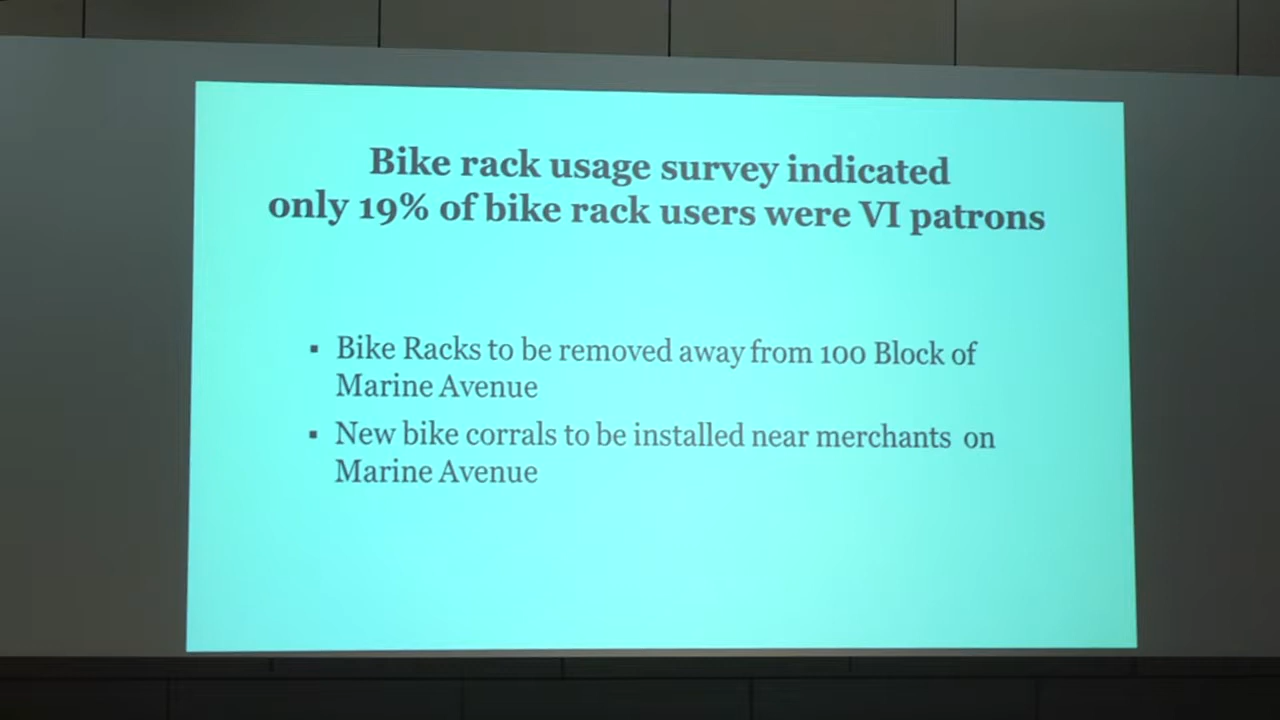 Bike rack usage survey indicated
only 19% of bike rack users were VI patrons
▪ Bike Racks to be removed away from 100 Block of
Marine Avenue
▪ New bike corrals to be installed near merchants on
Marine Avenue